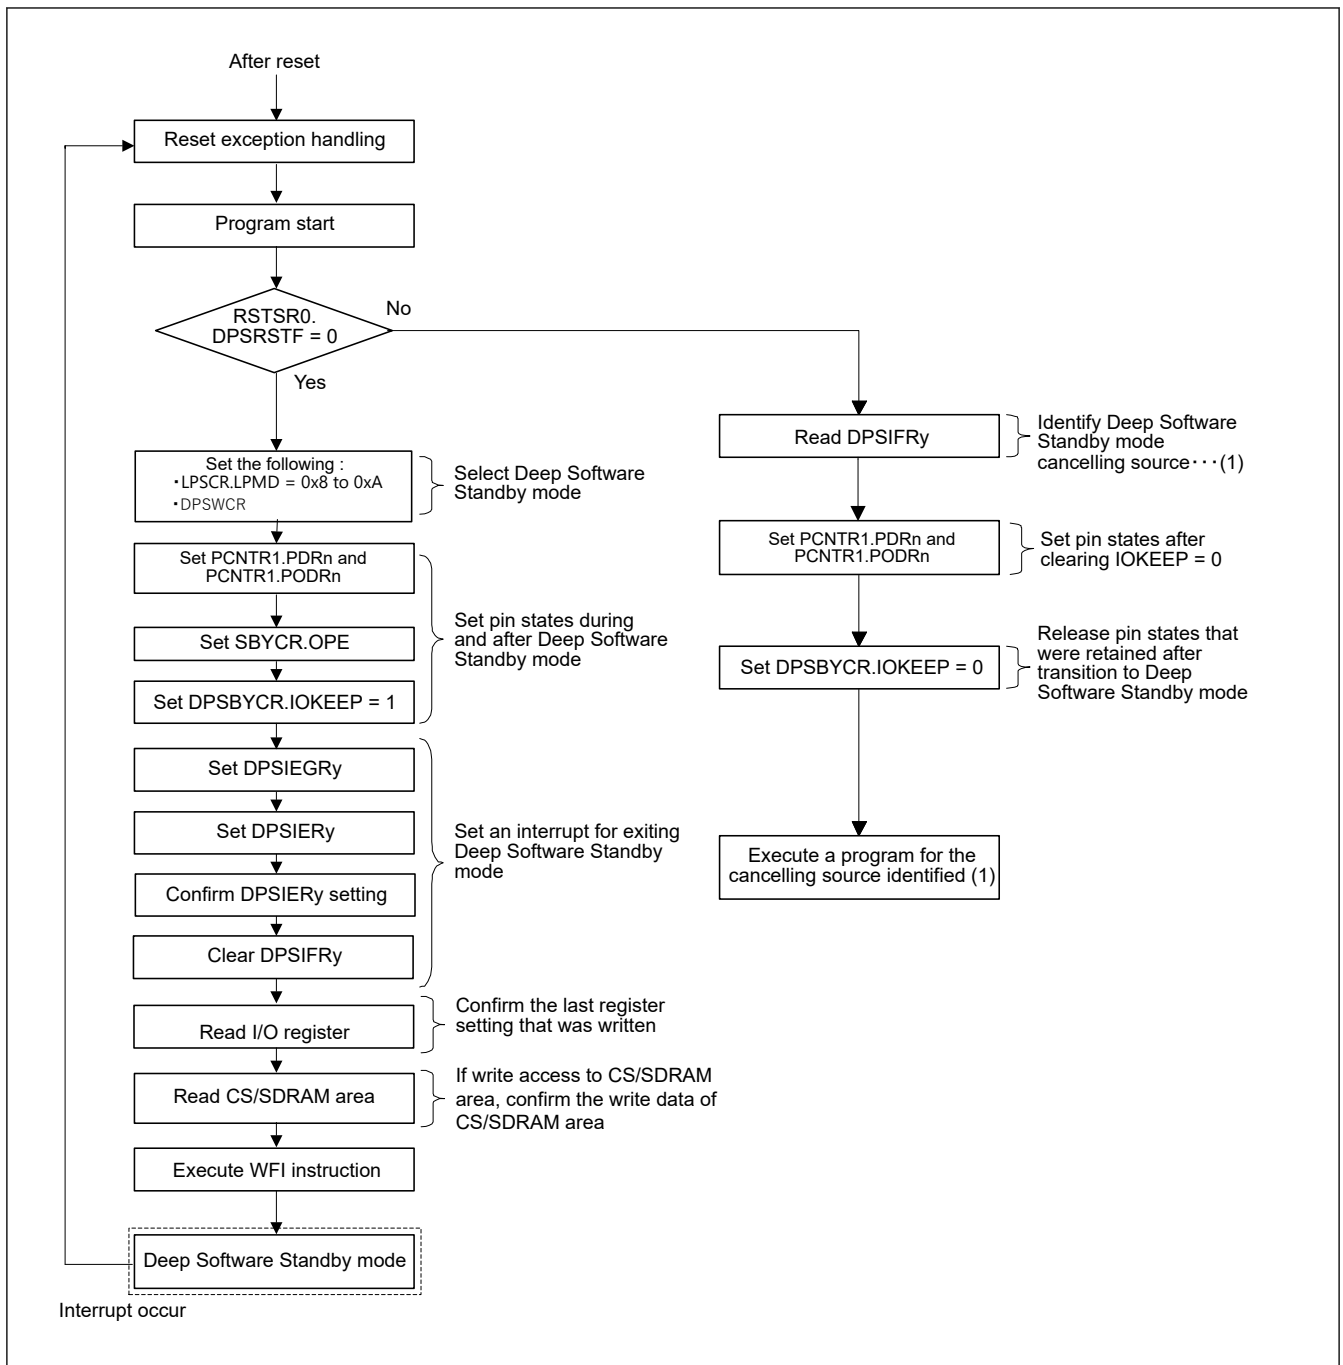 After reset
Reset exception handling
Program start
RSTSR0.
DPSRSTF = 0
No
Yes
Set the following :
・LPSCR.LPMD = 0x8 to 0xA
・DPSWCR
Select Deep Software
Standby mode
Set PCNTR1.PDRn and
PCNTR1.PODRn
Set SBYCR.OPE
Set DPSBYCR.IOKEEP = 1
Set pin states during
and after Deep Software
Standby mode
Set DPSIEGRy
Set DPSIERy
Confirm DPSIERy setting
Clear DPSIFRy
Set an interrupt for exiting
Deep Software Standby
mode
Read I/O register
Confirm the last register
setting that was written
Read CS/SDRAM area
If write access to CS/SDRAM
area, confirm the write data of
CS/SDRAM area
Execute WFI instruction
Deep Software Standby mode
Interrupt occur
Read DPSIFRy
Identify Deep Software
Standby mode
cancelling source･･･(1)
Set PCNTR1.PDRn and
PCNTR1.PODRn
Set pin states after
clearing IOKEEP = 0
Set DPSBYCR.IOKEEP = 0
Release pin states that
were retained after
transition to Deep
Software Standby mode
Execute a program for the
cancelling source identified (1)